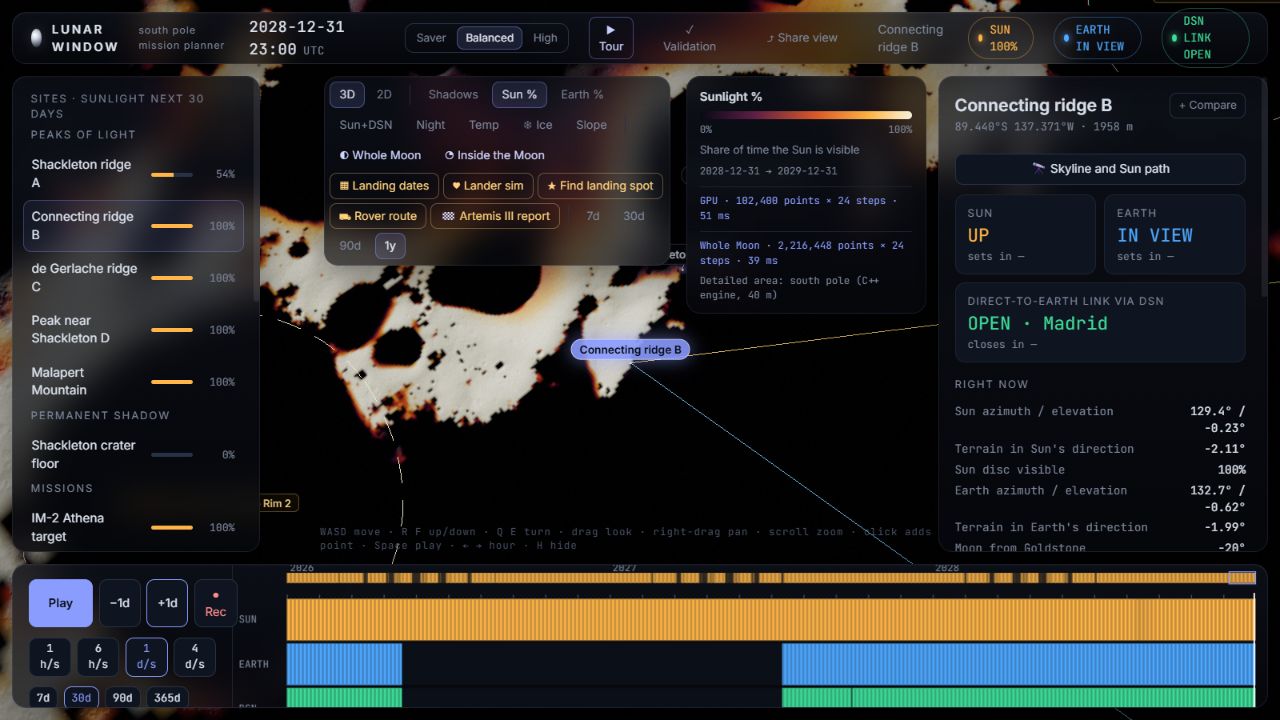 LUNAR WINDOW
south pole mission planner
2028-12-31 23:00 UTC
Saver
Balanced
High
▶ Tour
✓ Validation
⤴ Share view
Connecting ridge B
SUN 100%
EARTH IN VIEW
DSN LINK OPEN
SITES · SUNLIGHT NEXT 30 DAYS
PEAKS OF LIGHT
Shackleton ridge A
54%
Connecting ridge B
100%
de Gerlache ridge C
100%
Peak near Shackleton D
100%
Malapert Mountain
100%
PERMANENT SHADOW
Shackleton crater floor
0%
MISSIONS
IM-2 Athena target
100%
3D
2D
Shadows
Sun %
Earth %
Sun+DSN
Night
Temp
❄ Ice
Slope
◐ Whole Moon
◔ Inside the Moon
▦ Landing dates
♥ Lander sim
★ Find landing spot
⛟ Rover route
🏁 Artemis III report
7d
30d
90d
1y
Sunlight %
0%
100%
Share of time the Sun is visible
2028-12-31 → 2029-12-31
GPU · 102,400 points × 24 steps · 51 ms
Whole Moon · 2,216,448 points × 24 steps · 39 ms
Detailed area: south pole (C++ engine, 40 m)
Connecting ridge B
Rim 2
WASD move · R F up/down · Q E turn · drag look · right-drag pan · scroll zoom · click adds
point · Space play · ← → hour · H hide
Connecting ridge B
+ Compare
89.440°S 137.371°W · 1958 m
🔭 Skyline and Sun path
SUN
UP
sets in —
EARTH
IN VIEW
sets in —
DIRECT-TO-EARTH LINK VIA DSN
OPEN · Madrid
closes in —
RIGHT NOW
Sun azimuth / elevation
129.4° / -0.23°
Terrain in Sun's direction
-2.11°
Sun disc visible
100%
Earth azimuth / elevation
132.7° / -0.62°
Terrain in Earth's direction
-1.99°
Moon from Goldstone
-20°
Play
−1d
+1d
● Rec
1 h/s
6 h/s
1 d/s
4 d/s
7d
30d
90d
365d
2026
2027
2028
SUN
EARTH
DSN